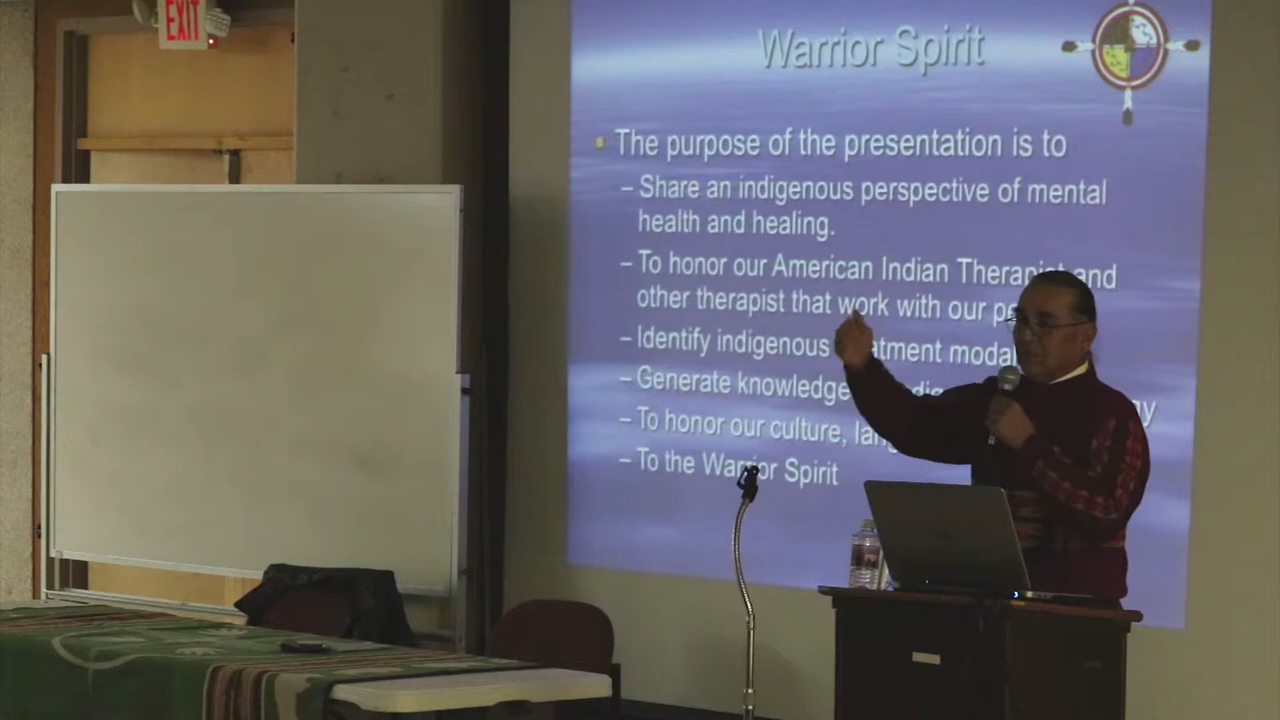 EXIT
Warrior Spirit
The purpose of the presentation is to
– Share an indigenous perspective of mental
health and healing.
– To honor our American Indian Therapist and
other therapist that work with our
– Identify indigenous
– Generate knowledge
– To honor our culture,
– To the Warrior Spirit